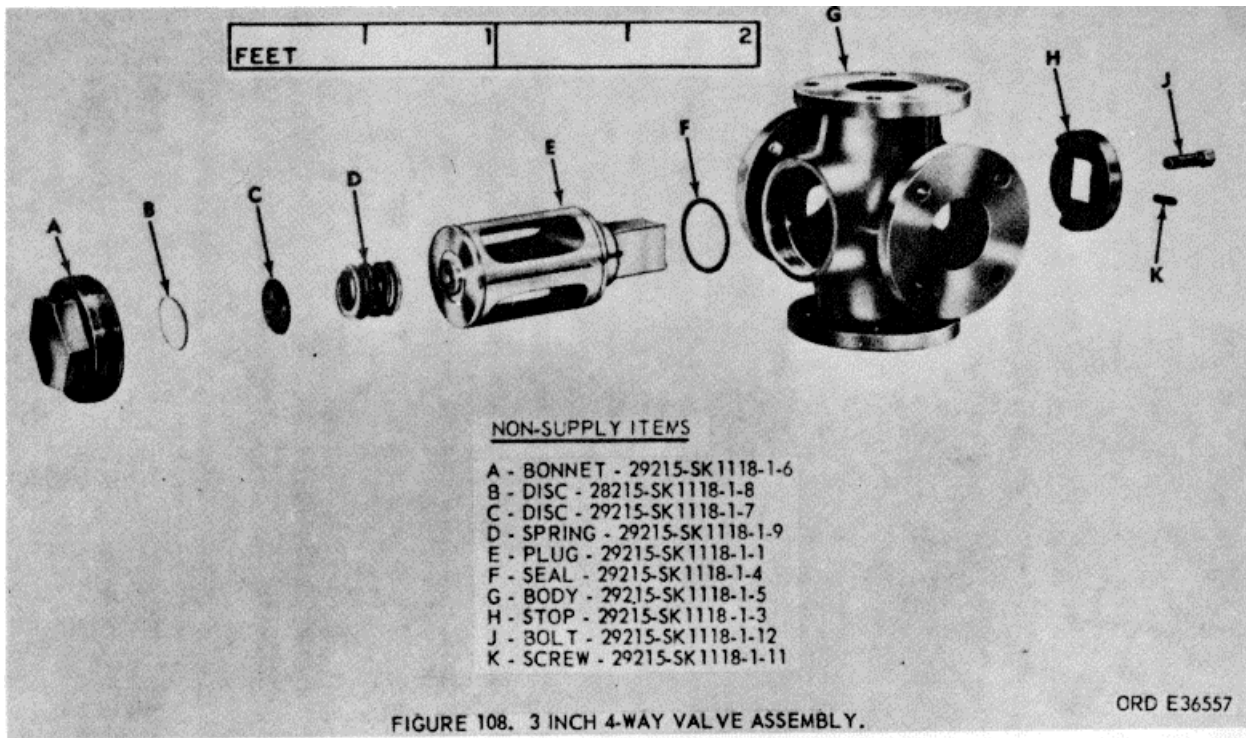 FEET 1 2
G
H
J
F
E
D
C
B
A
K
NON-SUPPLY ITEMS
A - BONNET - 29215-SK1118-1-6
B - DISC - 28215-SK1118-1-8
C - DISC - 29215-SK1118-1-7
D - SPRING - 29215-SK1118-1-9
E - PLUG - 29215-SK1118-1-1
F - SEAL - 29215-SK1118-1-4
G - BODY - 29215-SK1118-1-5
H - STOP - 29215-SK1118-1-3
J - BOLT - 29215-SK1118-1-12
K - SCREW - 29215-SK1118-1-11
ORD E36557
FIGURE 108. 3 INCH 4-WAY VALVE ASSEMBLY.